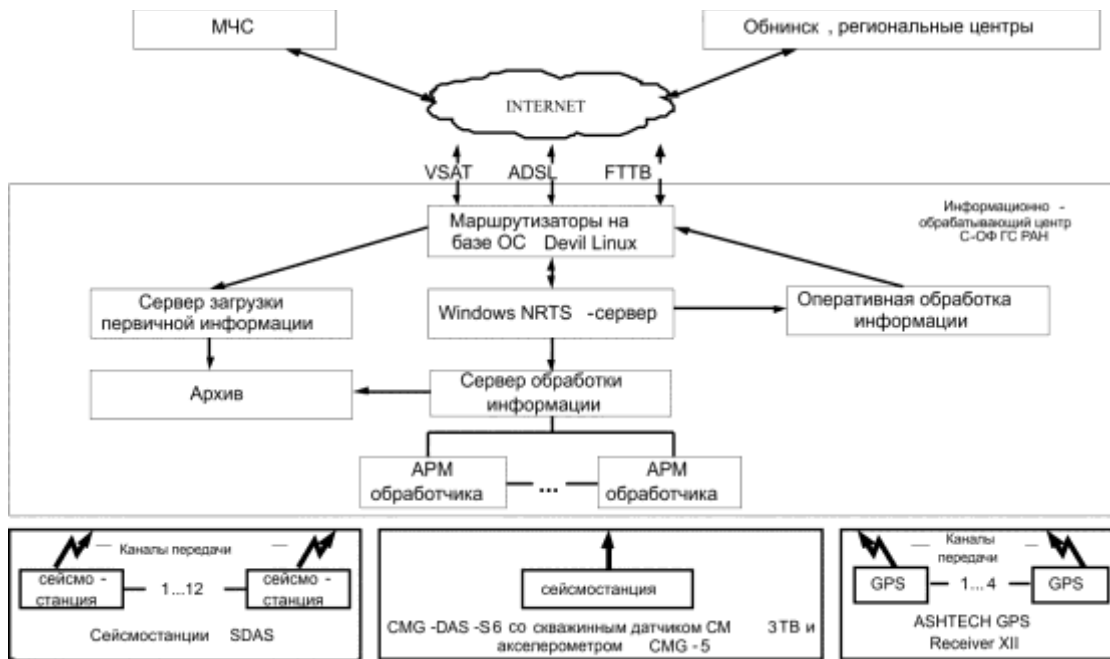 МЧС
Обнинск , региональные центры
INTERNET
VSAT ADSL FTTB
Информационно -
обрабатывающий центр
С-ОФ ГС РАН
Маршрутизаторы на
базе ОС Devil Linux
Сервер загрузки
первичной информации
Windows NRTS -сервер
Оперативная обработка
информации
Архив
Сервер обработки
информации
АРМ
обработчика
...
АРМ
обработчика
Каналы передачи
сейсмо -
станция
1...12
сейсмо -
станция
Сейсмостанции SDAS
сейсмостанция
CMG -DAS -S6 со скважинным датчиком СМ 3ТВ и
акселерометром CMG - 5
Каналы
передачи
GPS
1...4
GPS
ASHTECH GPS
Receiver XII